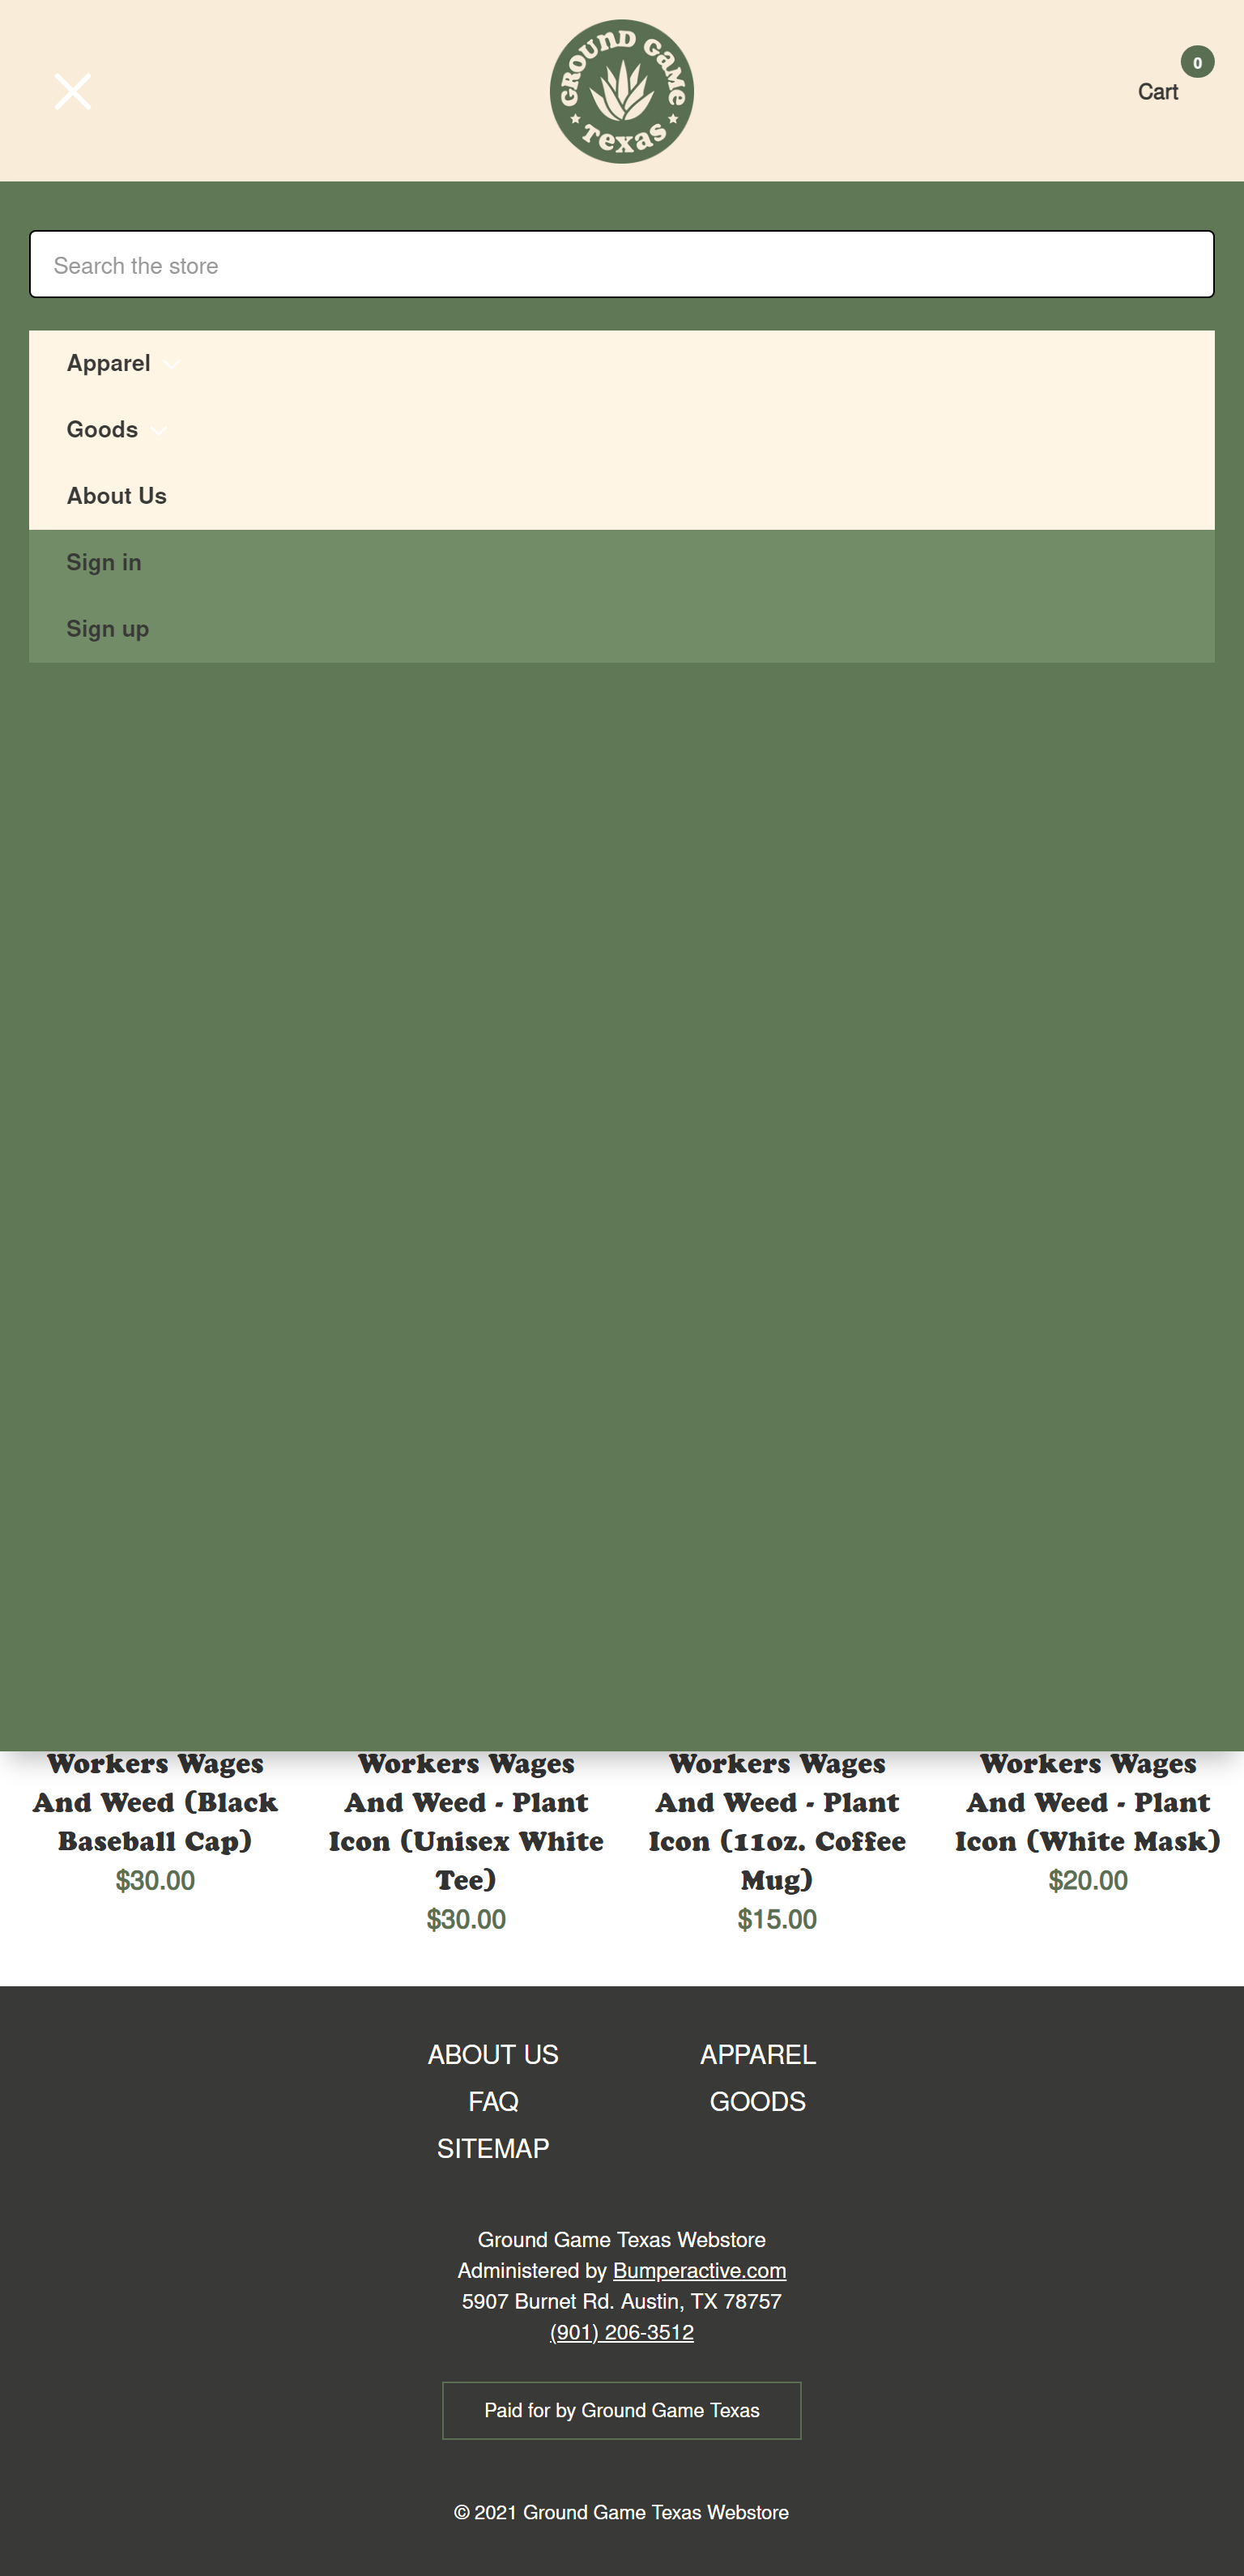 GROUND GAMe
Texas
0
Cart
Search the store
Apparel
Goods
About Us
Sign in
Sign up
Workers Wages And Weed (Black Baseball Cap)
$30.00
Workers Wages And Weed - Plant Icon (Unisex White Tee)
$30.00
Workers Wages And Weed - Plant Icon (11oz. Coffee Mug)
$15.00
Workers Wages And Weed - Plant Icon (White Mask)
$20.00
ABOUT US
FAQ
SITEMAP
APPAREL
GOODS
Ground Game Texas Webstore
Administered by Bumperactive.com
5907 Burnet Rd. Austin, TX 78757
(901) 206-3512
Paid for by Ground Game Texas
© 2021 Ground Game Texas Webstore